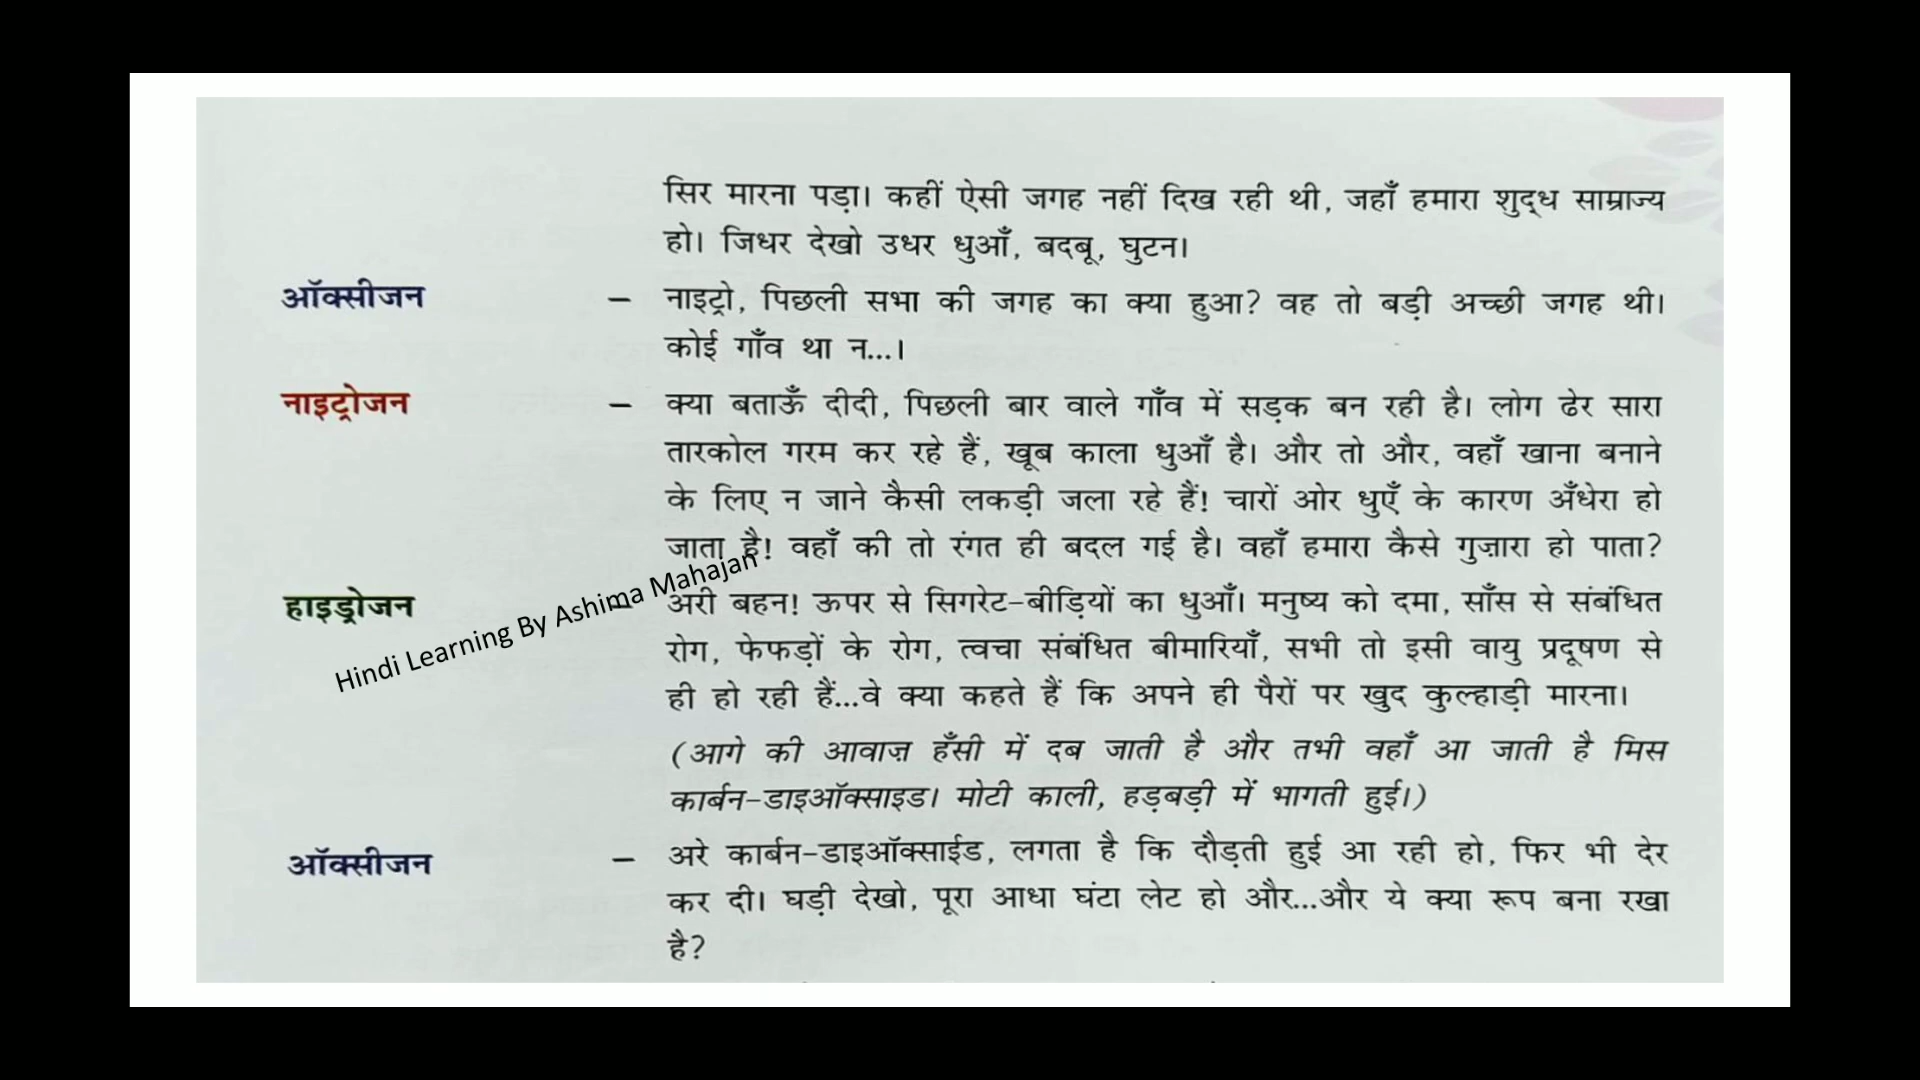 सिर मारना पड़ा। कहीं ऐसी जगह नहीं दिख रही थी, जहाँ हमारा शुद्ध साम्राज्य
हो। जिधर देखो उधर धुआँ, बदबू, घुटन।
ऑक्सीजन – नाइट्रो, पिछली सभा की जगह का क्या हुआ? वह तो बड़ी अच्छी जगह थी।
कोई गाँव था न...।
नाइट्रोजन – क्या बताऊँ दीदी, पिछली बार वाले गाँव में सड़क बन रही है। लोग ढेर सारा
तारकोल गरम कर रहे हैं, खूब काला धुआँ है। और तो और, वहाँ खाना बनाने
के लिए न जाने कैसी लकड़ी जला रहे हैं! चारों ओर धुएँ के कारण अँधेरा हो
जाता है! वहाँ की तो रंगत ही बदल गई है। वहाँ हमारा कैसे गुज़ारा हो पाता?
हाइड्रोजन – अरी बहन! ऊपर से सिगरेट-बीड़ियों का धुआँ। मनुष्य को दमा, साँस से संबंधित
रोग, फेफड़ों के रोग, त्वचा संबंधित बीमारियाँ, सभी तो इसी वायु प्रदूषण से
ही हो रही हैं...वे क्या कहते हैं कि अपने ही पैरों पर खुद कुल्हाड़ी मारना।
(आगे की आवाज़ हँसी में दब जाती है और तभी वहाँ आ जाती है मिस
कार्बन-डाइऑक्साइड। मोटी काली, हड़बड़ी में भागती हुई।)
ऑक्सीजन – अरे कार्बन-डाइऑक्साईड, लगता है कि दौड़ती हुई आ रही हो, फिर भी देर
कर दी। घड़ी देखो, पूरा आधा घंटा लेट हो और...और ये क्या रूप बना रखा
है?
Hindi Learning By Ashima Mahajan